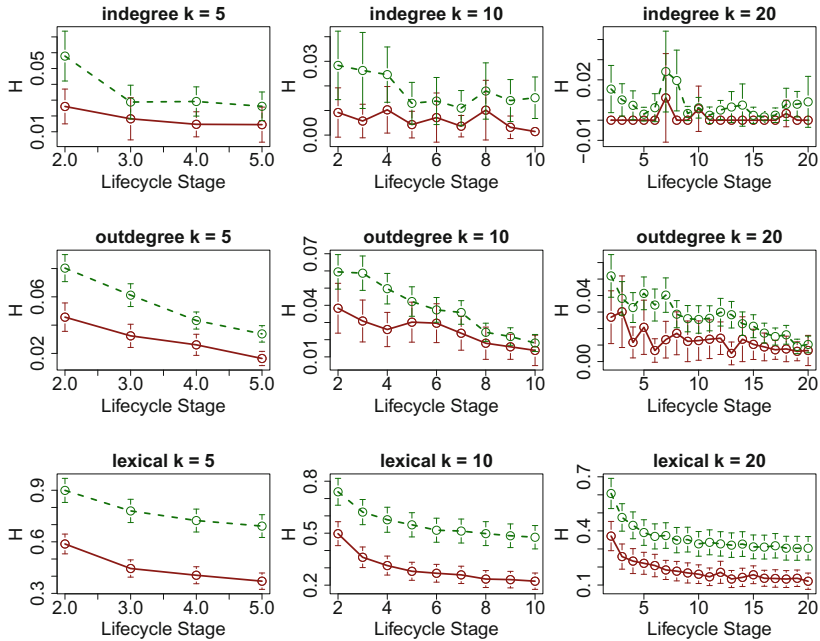 indegree k = 5
H
0.05
0.01
2.0 3.0 4.0 5.0
Lifecycle Stage
indegree k = 10
H
0.03
0.00
2 4 6 8 10
Lifecycle Stage
indegree k = 20
H
0.02
−0.01
5 10 15 20
Lifecycle Stage
outdegree k = 5
H
0.06
0.02
2.0 3.0 4.0 5.0
Lifecycle Stage
outdegree k = 10
H
0.07
0.04
0.01
2 4 6 8 10
Lifecycle Stage
outdegree k = 20
H
0.04
0.00
5 10 15 20
Lifecycle Stage
lexical k = 5
H
0.9
0.6
0.3
2.0 3.0 4.0 5.0
Lifecycle Stage
lexical k = 10
H
0.8
0.5
0.2
2 4 6 8 10
Lifecycle Stage
lexical k = 20
H
0.7
0.4
0.1
5 10 15 20
Lifecycle Stage